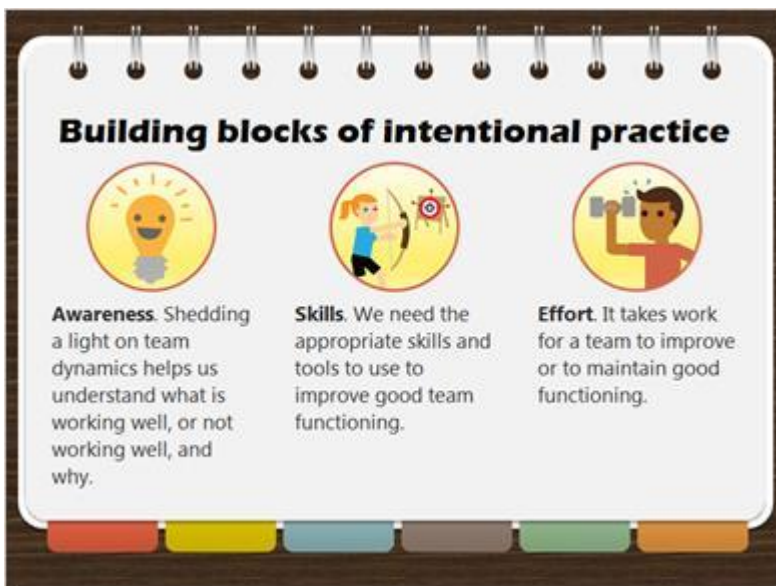 Building blocks of intentional practice
Awareness. Shedding
a light on team
dynamics helps us
understand what is
working well, or not
working well, and
why.
Skills. We need the
appropriate skills and
tools to use to
improve good team
functioning.
Effort. It takes work
for a team to improve
or to maintain good
functioning.